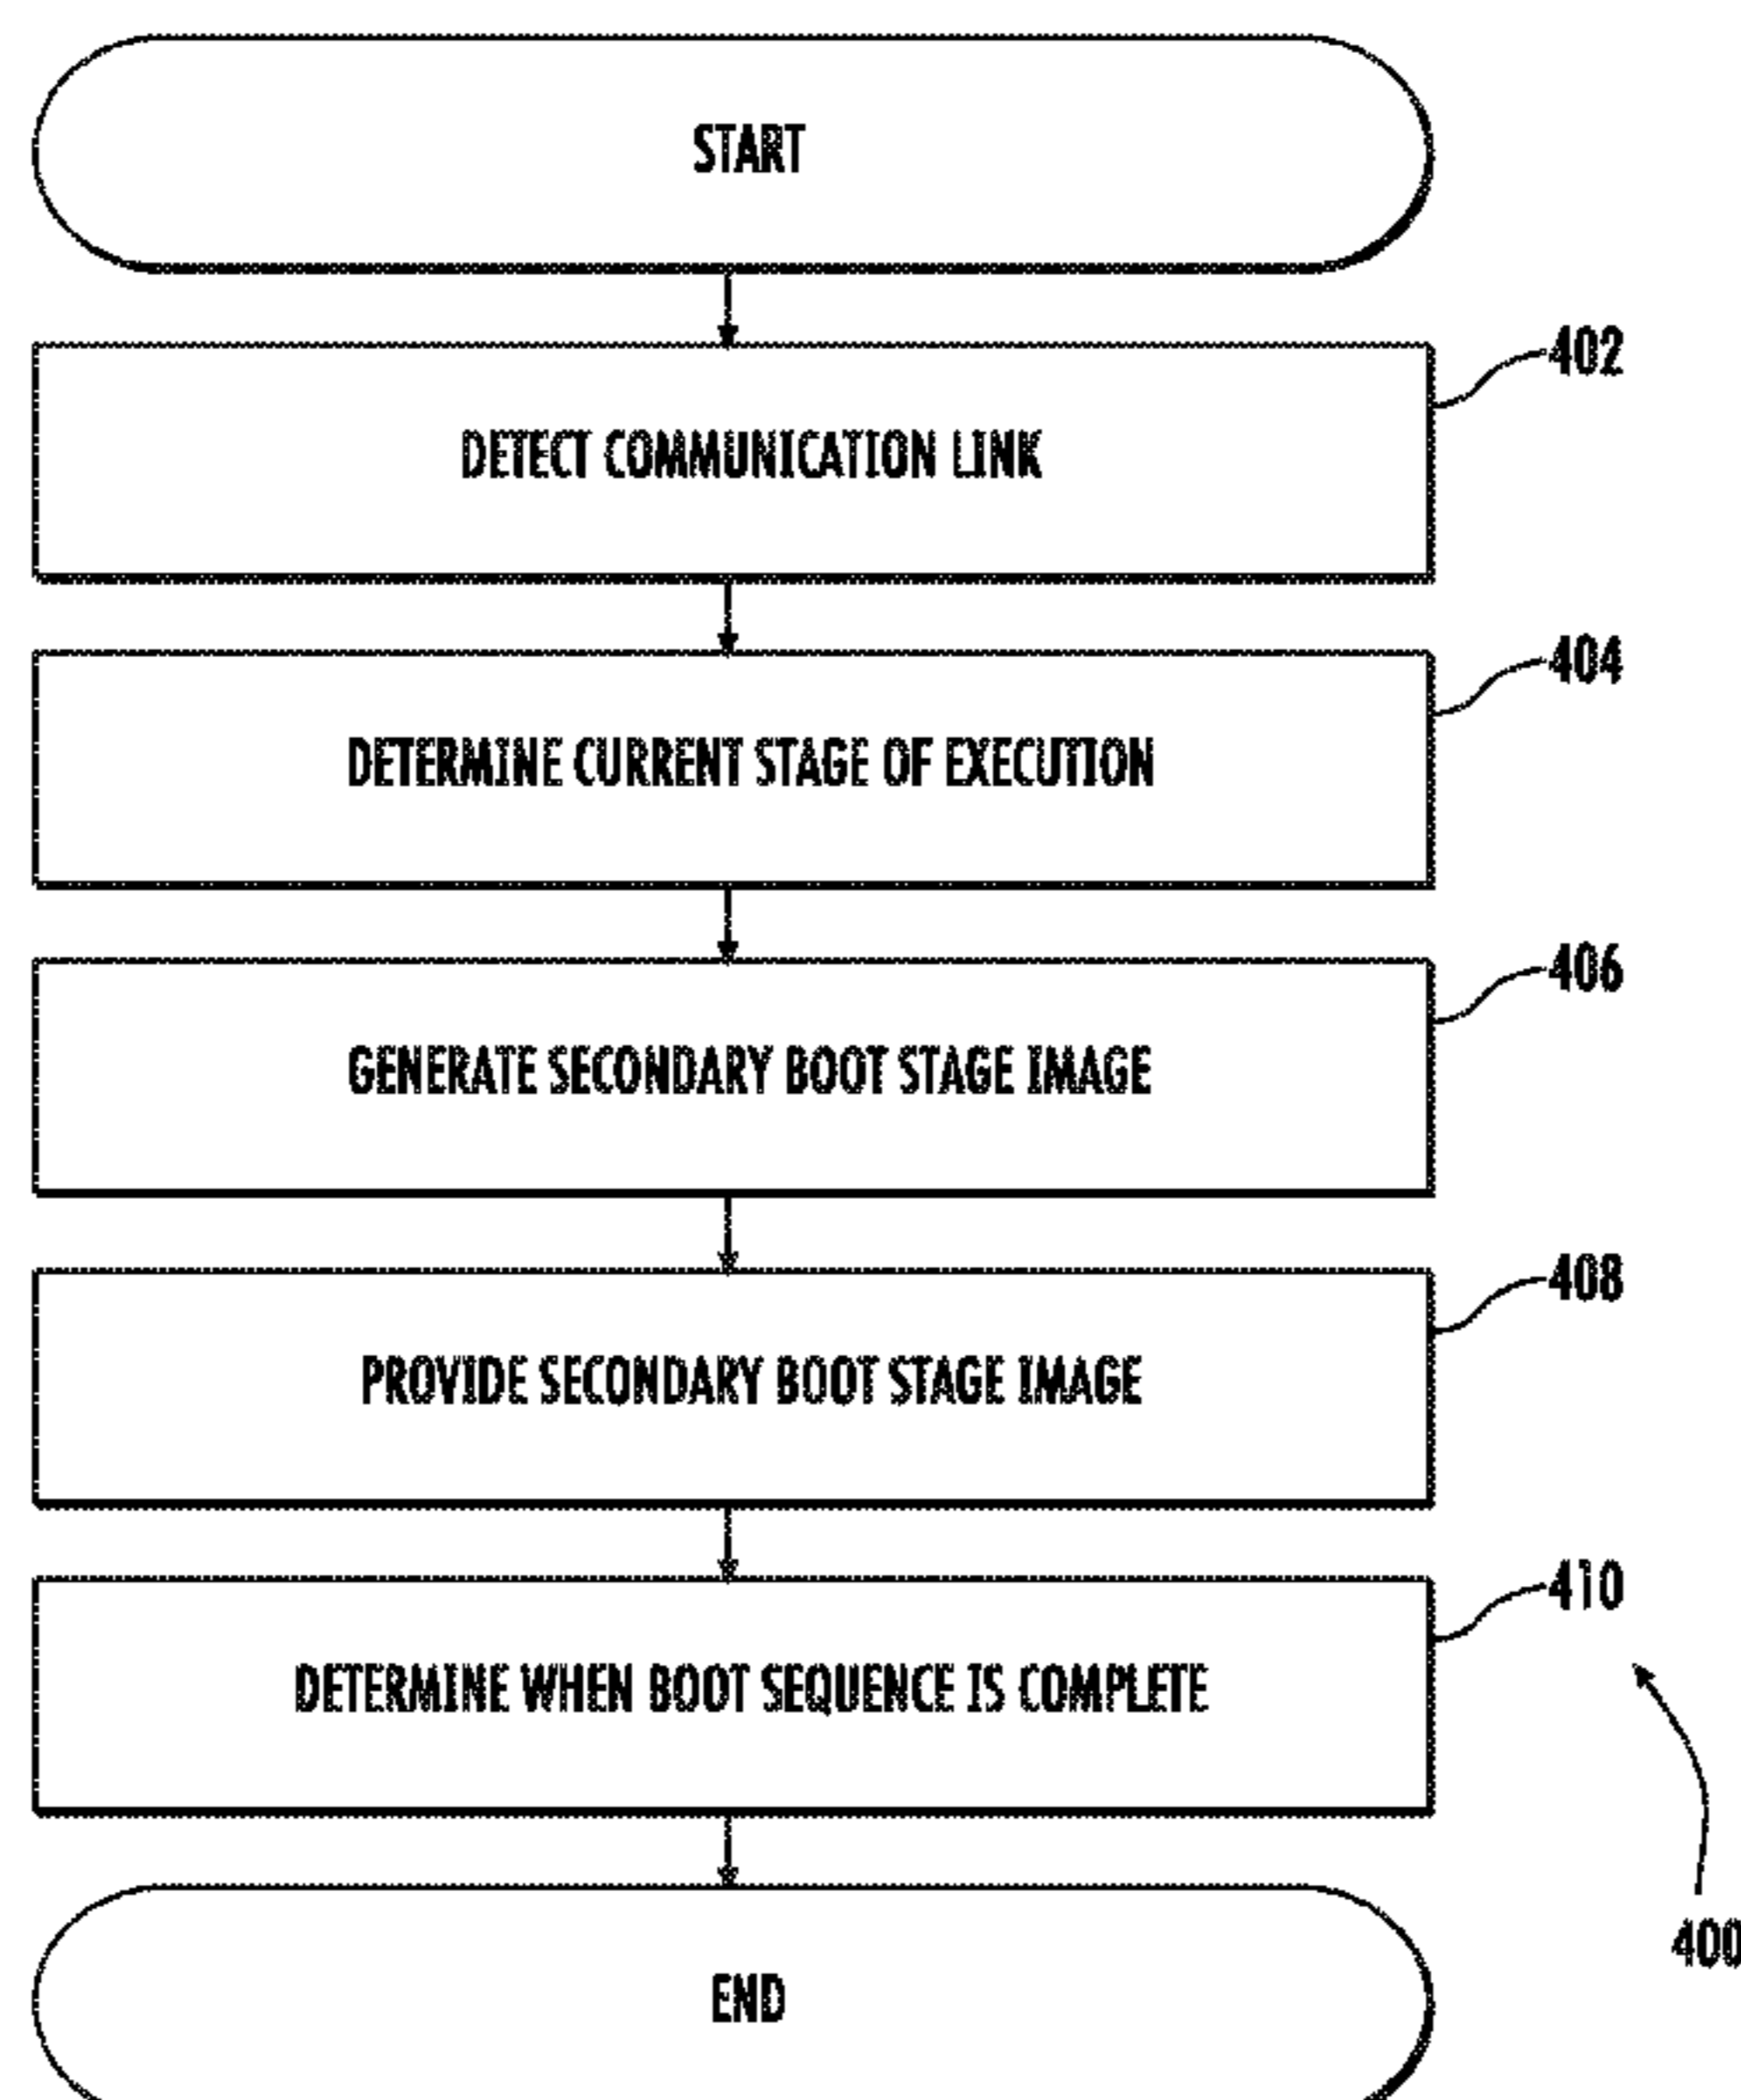 START
402
DETECT COMMUNICATION LINK
404
DETERMINE CURRENT STAGE OF EXECUTION
406
GENERATE SECONDARY BOOT STAGE IMAGE
408
PROVIDE SECONDARY BOOT STAGE IMAGE
410
DETERMINE WHEN BOOT SEQUENCE IS COMPLETE
400
END